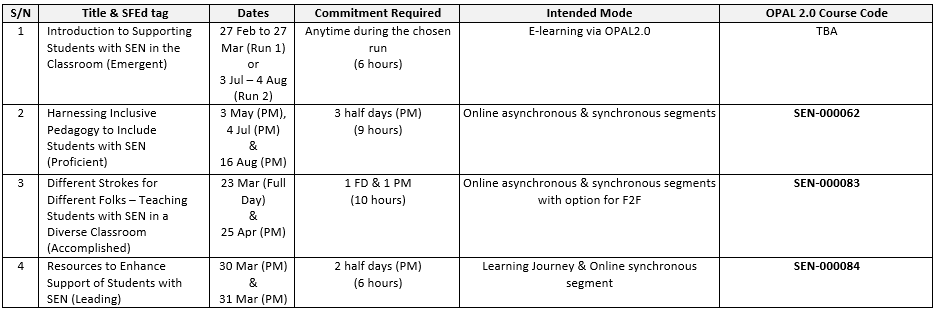 S/N Title & SFEd tag Dates Commitment Required Intended Mode OPAL 2.0 Course Code
1 Introduction to Supporting Students with SEN in the Classroom (Emergent) 27 Feb to 27 Mar (Run 1) or 3 Jul – 4 Aug (Run 2) Anytime during the chosen run (6 hours) E-learning via OPAL2.0 TBA
2 Harnessing Inclusive Pedagogy to Include Students with SEN (Proficient) 3 May (PM), 4 Jul (PM) & 16 Aug (PM) 3 half days (PM) (9 hours) Online asynchronous & synchronous segments SEN-000062
3 Different Strokes for Different Folks – Teaching Students with SEN in a Diverse Classroom (Accomplished) 23 Mar (Full Day) & 25 Apr (PM) 1 FD & 1 PM (10 hours) Online asynchronous & synchronous segments with option for F2F SEN-000083
4 Resources to Enhance Support of Students with SEN (Leading) 30 Mar (PM) & 31 Mar (PM) 2 half days (PM) (6 hours) Learning Journey & Online synchronous segment SEN-000084